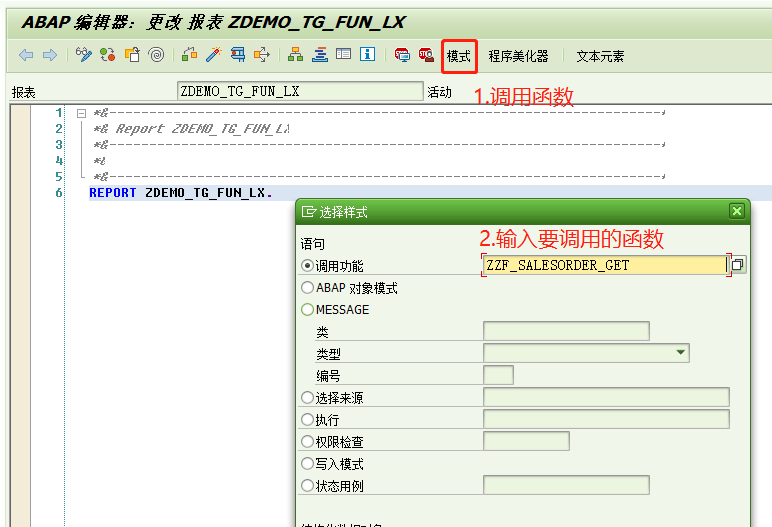 ABAP 编辑器：更改 报表 ZDEMO_TG_FUN_LX
模式 程序美化器 文本元素
报表 ZDEMO_TG_FUN_LX 活动
1.调用函数
1 *&---------------------------------------------------------------------*
2 *& Report ZDEMO_TG_FUN_LX
3 *&---------------------------------------------------------------------*
4 *&
5 *&---------------------------------------------------------------------*
6 REPORT ZDEMO_TG_FUN_LX.
选择样式
语句
2.输入要调用的函数
调用功能 ZZF_SALESORDER_GET
ABAP 对象模式
MESSAGE
类
类型
编号
选择来源
执行
权限检查
写入模式
状态用例